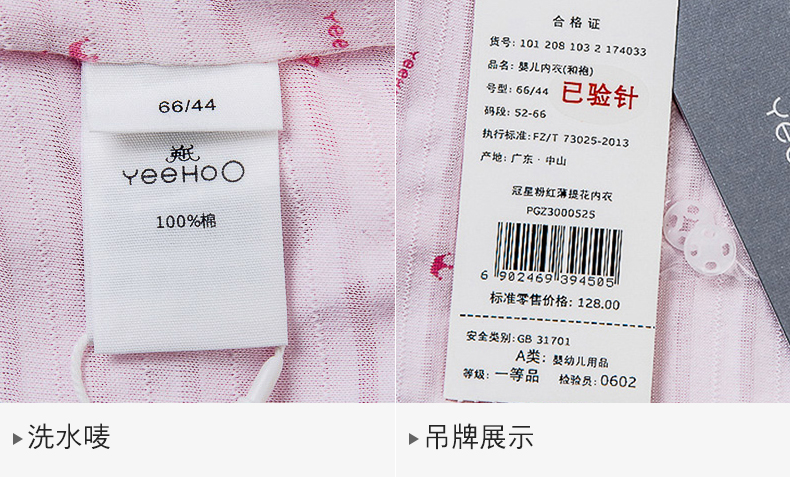 yee
yeeHO
66/44
英氏
YeeHoO
100%棉
合格证
货号: 101 208 103 2 174033
品名: 婴儿内衣(和袍)
号型: 66/44
已验针
码段: 52-66
执行标准: FZ/T 73025-2013
产地: 广东·中山
冠星粉红薄提花内衣
PGZ3000525
6 902469 394505
标准零售价格: 128.00
安全类别: GB 31701
A类: 婴幼儿用品
等级: 一等品 检验员: 0602
yee
洗水唛
吊牌展示